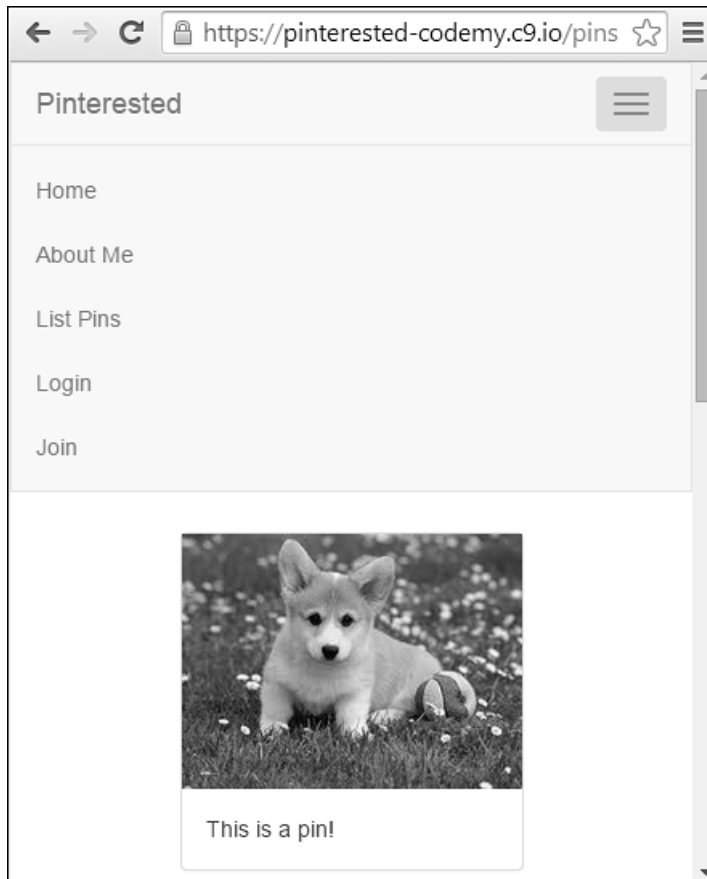 https://pinterested-codemy.c9.io/pins
Pinterested
Home
About Me
List Pins
Login
Join
This is a pin!